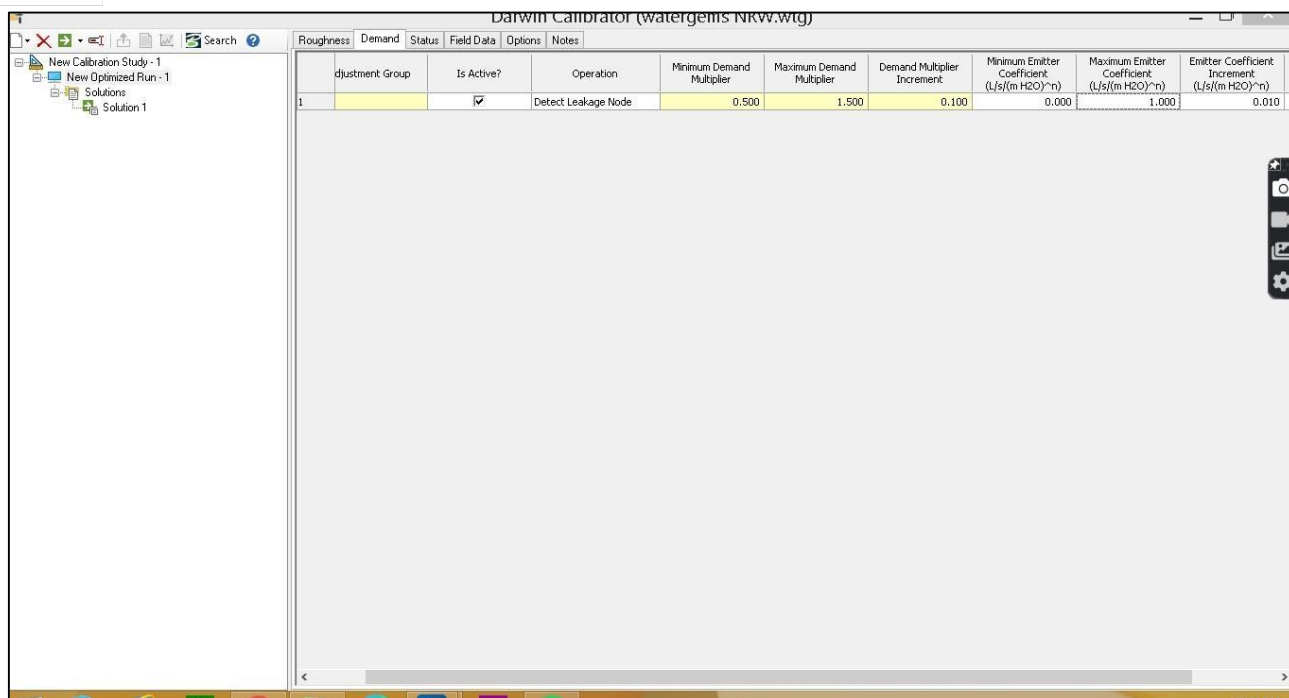 Darwin Calibrator (watergems NRW.wtg)
Search
New Calibration Study - 1
New Optimized Run - 1
Solutions
Solution 1
Roughness Demand Status Field Data Options Notes
djustment Group Is Active? Operation Minimum Demand Multiplier Maximum Demand Multiplier Demand Multiplier Increment Minimum Emitter Coefficient (L/s/(m H2O)^n) Maximum Emitter Coefficient (L/s/(m H2O)^n) Emitter Coefficient Increment (L/s/(m H2O)^n)
1 Detect Leakage Node 0.500 1.500 0.100 0.000 1.000 0.010